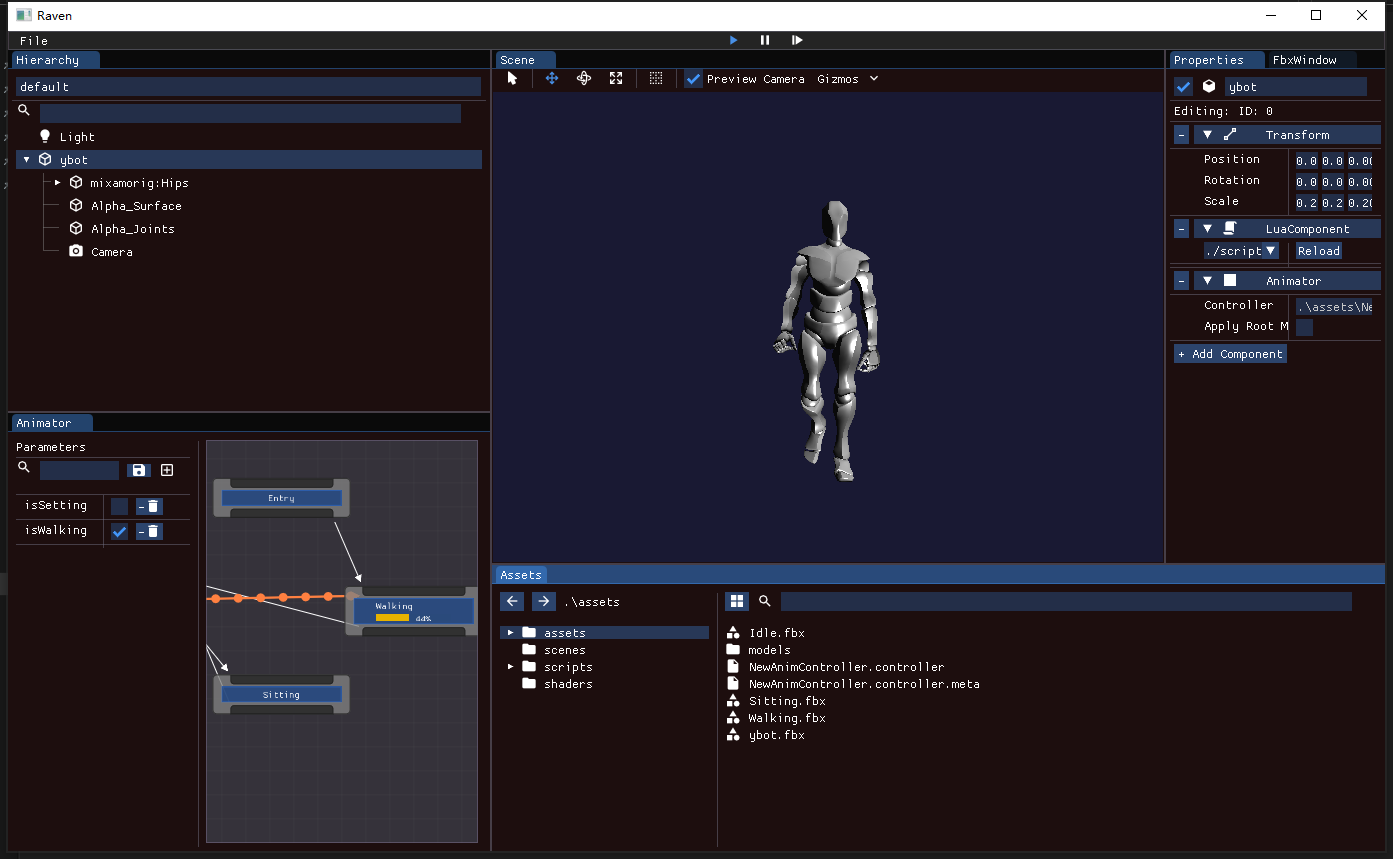 Raven
File
Hierarchy
default
Light
ybot
mixamorig:Hips
Alpha_Surface
Alpha_Joints
Camera
Animator
Parameters
isSetting
isWalking
Entry
Walking
dd%
Sitting
Scene
Preview Camera Gizmos
Assets
.\assets
assets
scenes
scripts
shaders
Idle.fbx
models
NewAnimController.controller
NewAnimController.controller.meta
Sitting.fbx
Walking.fbx
ybot.fbx
Properties FbxWindow
ybot
Editing: ID: 0
Transform
Position 0.0 0.0 0.00
Rotation 0.0 0.0 0.00
Scale 0.2 0.2 0.20
LuaComponent
./script Reload
Animator
Controller .\assets\Ne
Apply Root M
+ Add Component